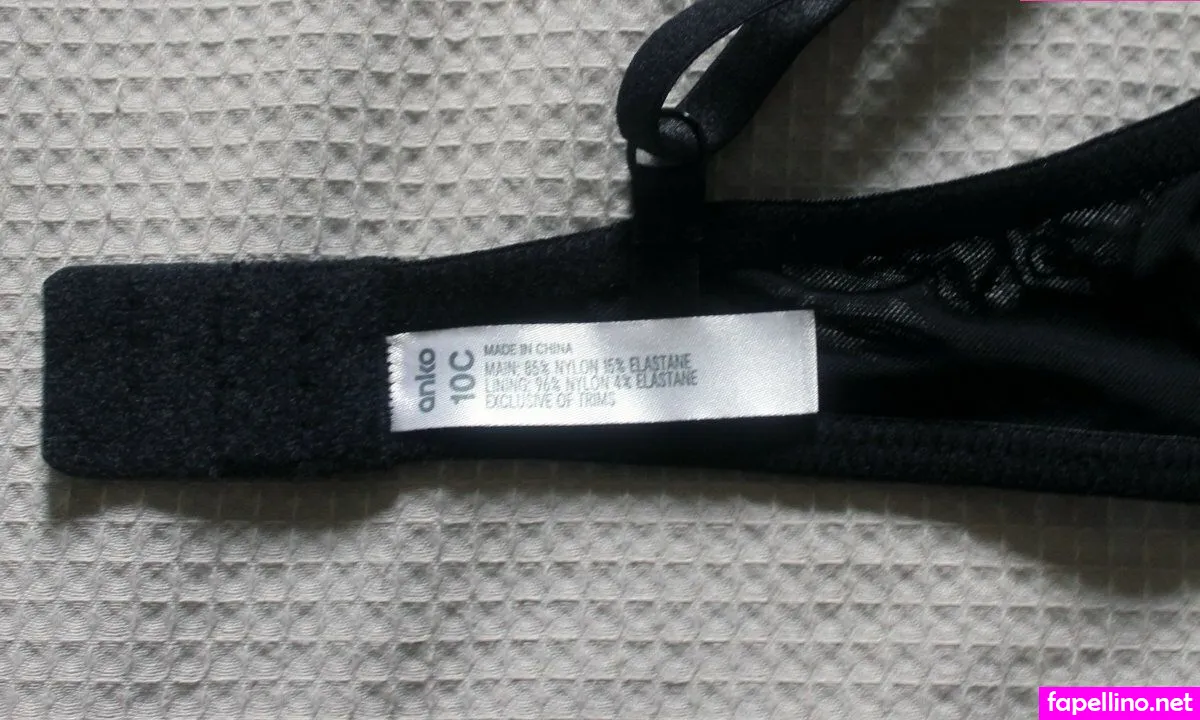 anko
10C
MADE IN CHINA
MAIN: 85% NYLON 15% ELASTANE
LINING: 96% NYLON 4% ELASTANE
EXCLUSIVE OF TRIMS
fapellino.net